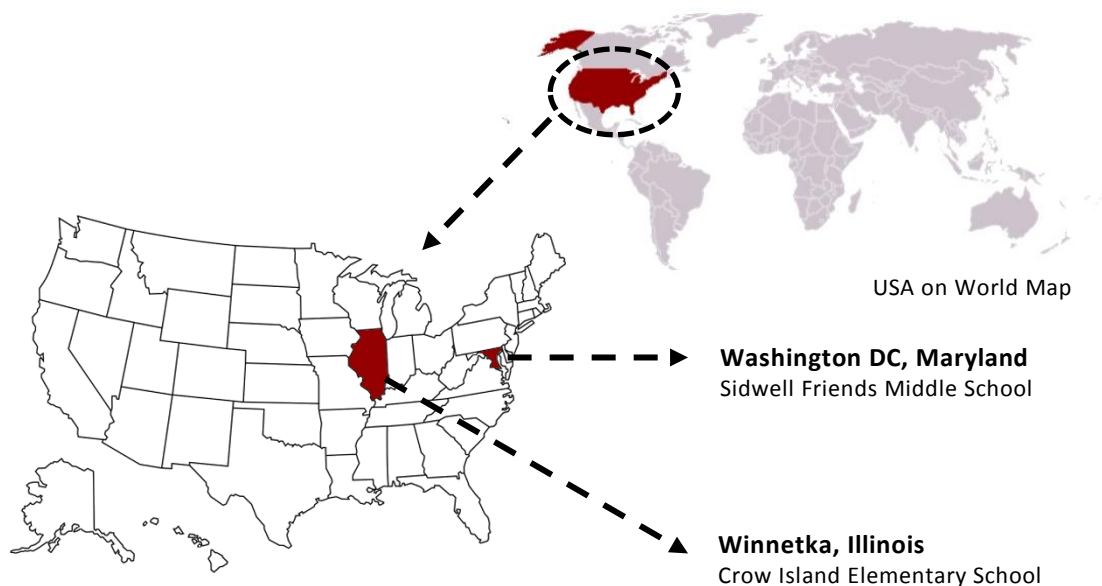 USA on World Map
Washington DC, Maryland
Sidwell Friends Middle School
Winnetka, Illinois
Crow Island Elementary School